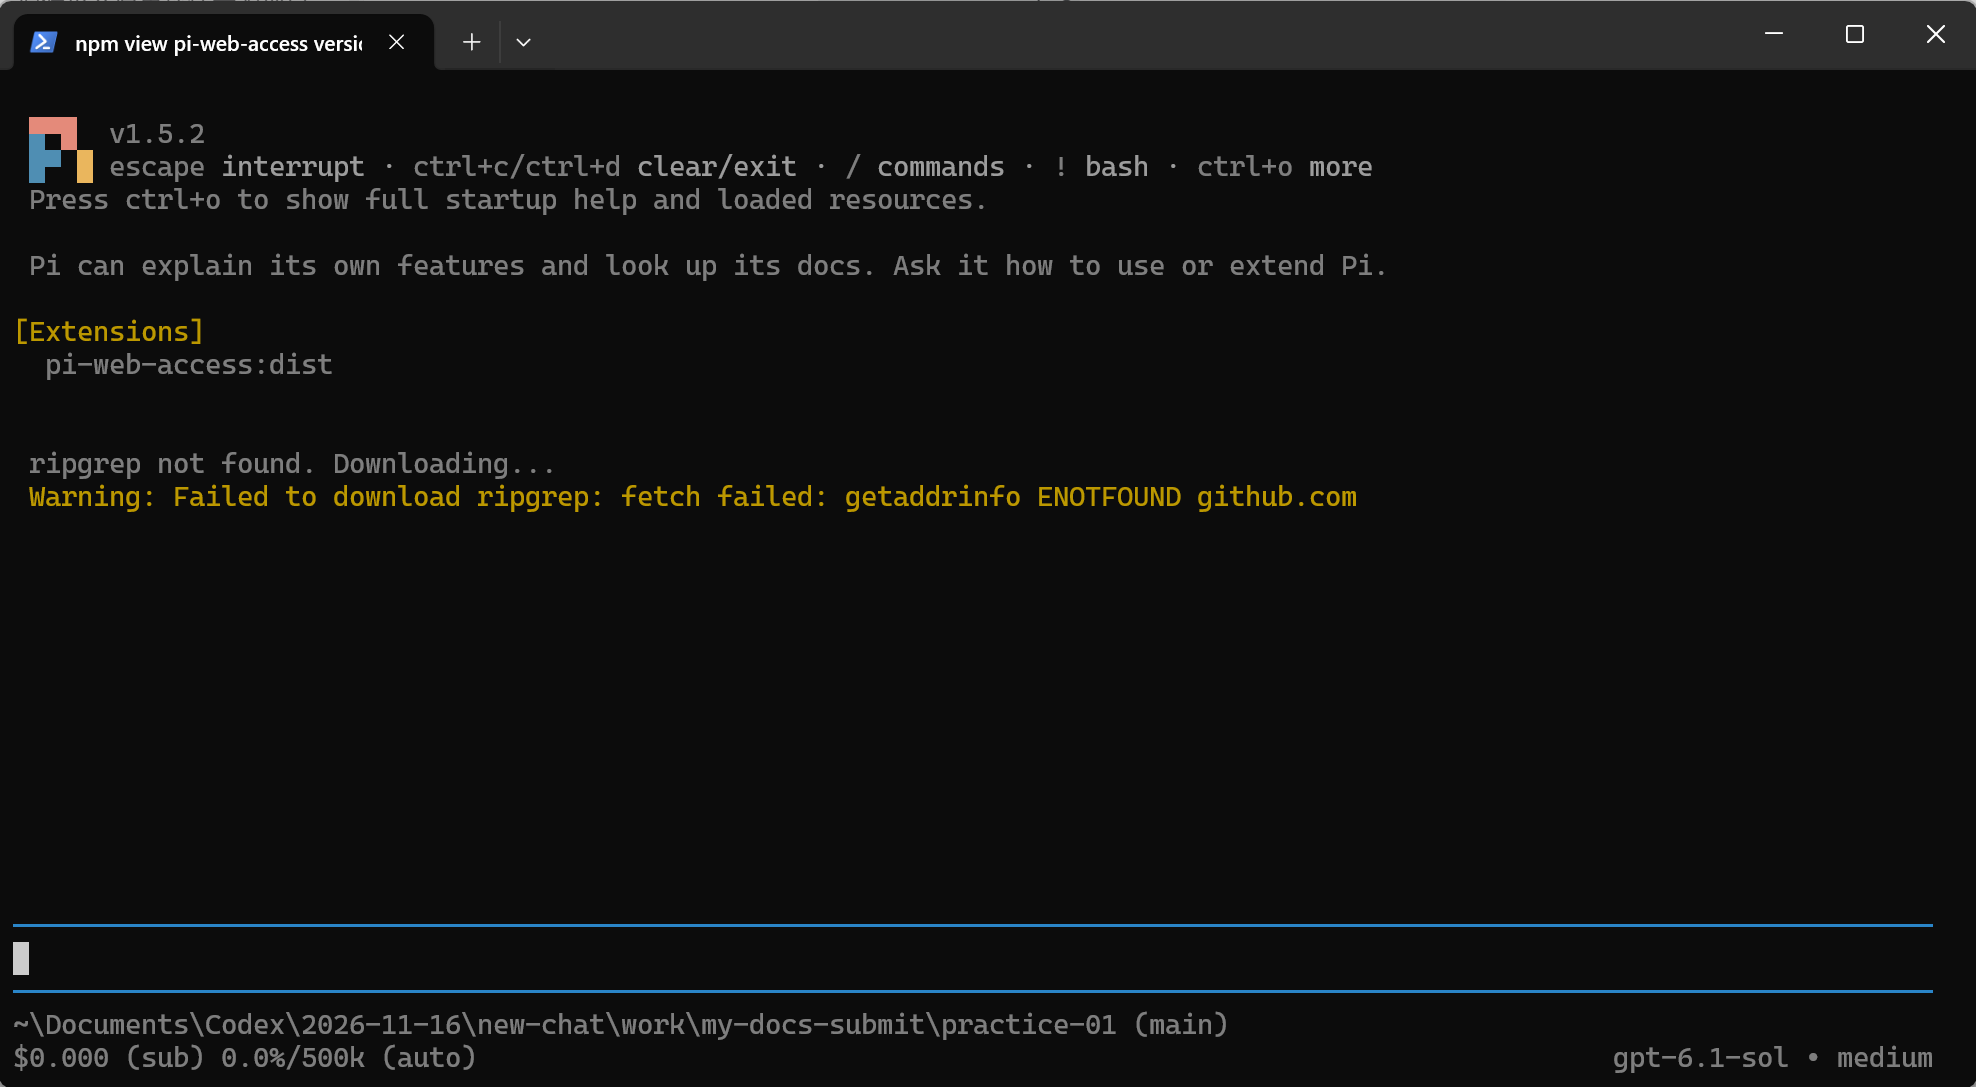 npm view pi-web-access versi
v1.5.2
escape interrupt · ctrl+c/ctrl+d clear/exit · / commands · ! bash · ctrl+o more
Press ctrl+o to show full startup help and loaded resources.
Pi can explain its own features and look up its docs. Ask it how to use or extend Pi.
[Extensions]
pi-web-access:dist
ripgrep not found. Downloading...
Warning: Failed to download ripgrep: fetch failed: getaddrinfo ENOTFOUND github.com
~\Documents\Codex\2026-11-16\new-chat\work\my-docs-submit\practice-01 (main)
$0.000 (sub) 0.0%/500k (auto) gpt-6.1-sol • medium